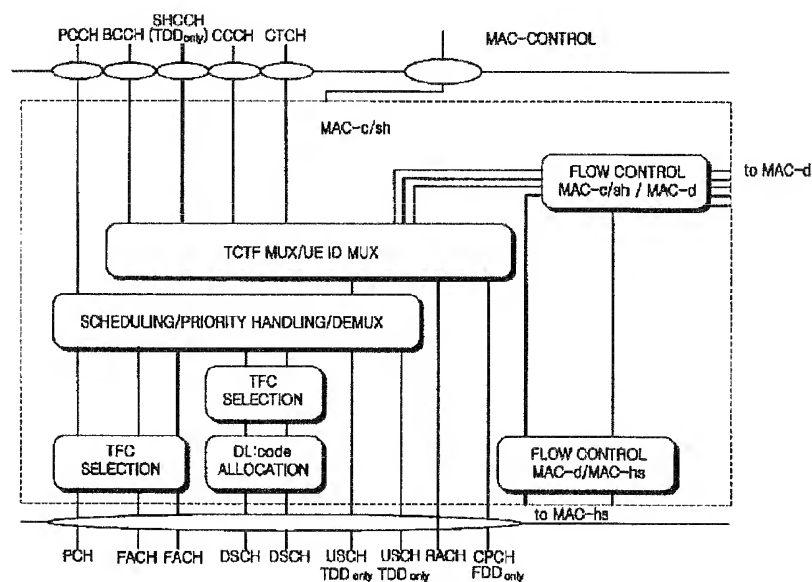 SHCCH
PCCH BCCH (TDD only) CCCH CTCH
MAC-CONTROL
MAC-c/sh
FLOW CONTROL
MAC-c/sh / MAC-d
to MAC-d
TCTF MUX/UE ID MUX
SCHEDULING/PRIORITY HANDLING/DEMUX
TFC
SELECTION
TFC
SELECTION
DL:code
ALLOCATION
FLOW CONTROL
MAC-d/MAC-hs
to MAC-hs
PCH FACH FACH DSCH DSCH USCH USCH RACH CPCH
TDD only TDD only FDD only